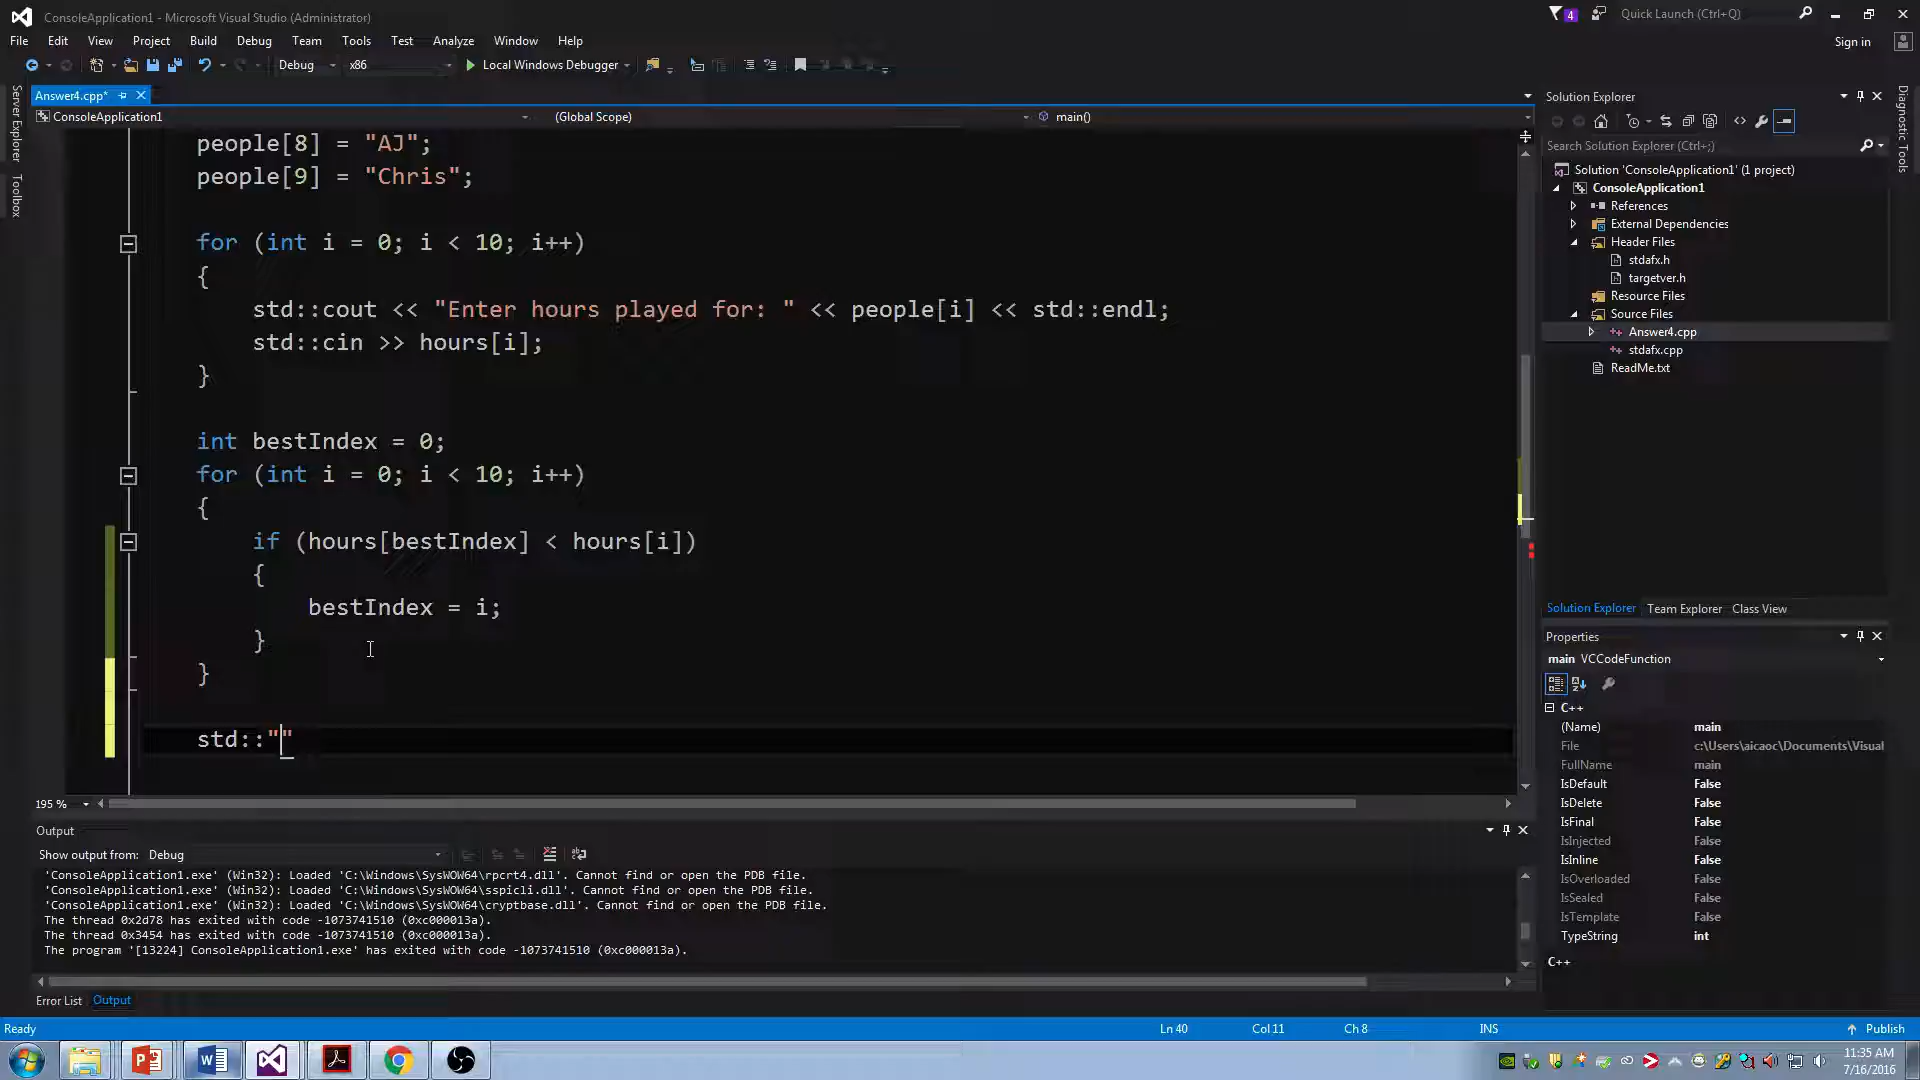 ConsoleApplication1 - Microsoft Visual Studio (Administrator)
4
Quick Launch (Ctrl+Q)
File Edit View Project Build Debug Team Tools Test Analyze Window Help
Sign in
Debug x86 Local Windows Debugger
Server Explorer
Toolbox
Answer4.cpp*
ConsoleApplication1 (Global Scope) main()
people[8] = "AJ";
people[9] = "Chris";
for (int i = 0; i < 10; i++)
{
std::cout << "Enter hours played for: " << people[i] << std::endl;
std::cin >> hours[i];
}
int bestIndex = 0;
for (int i = 0; i < 10; i++)
{
if (hours[bestIndex] < hours[i])
{
bestIndex = i;
}
}
std::""
195 %
Output
Show output from: Debug
'ConsoleApplication1.exe' (Win32): Loaded 'C:\Windows\SysWOW64\rpcrt4.dll'. Cannot find or open the PDB file.
'ConsoleApplication1.exe' (Win32): Loaded 'C:\Windows\SysWOW64\sspicli.dll'. Cannot find or open the PDB file.
'ConsoleApplication1.exe' (Win32): Loaded 'C:\Windows\SysWOW64\cryptbase.dll'. Cannot find or open the PDB file.
The thread 0x2d78 has exited with code -1073741510 (0xc000013a).
The thread 0x3454 has exited with code -1073741510 (0xc000013a).
The program '[13224] ConsoleApplication1.exe' has exited with code -1073741510 (0xc000013a).
Error List Output
Solution Explorer
Search Solution Explorer (Ctrl+;)
Solution 'ConsoleApplication1' (1 project)
ConsoleApplication1
References
External Dependencies
Header Files
stdafx.h
targetver.h
Resource Files
Source Files
Answer4.cpp
stdafx.cpp
ReadMe.txt
Solution Explorer Team Explorer Class View
Properties
main VCCodeFunction
C++
(Name) main
File c:\Users\aicaoc\Documents\Visual
FullName main
IsDefault False
IsDelete False
IsFinal False
IsInjected False
IsInline False
IsOverloaded False
IsSealed False
IsTemplate False
TypeString int
C++
Diagnostic Tools
Ready Ln 40 Col 11 Ch 8 INS Publish
11:35 AM
7/16/2016